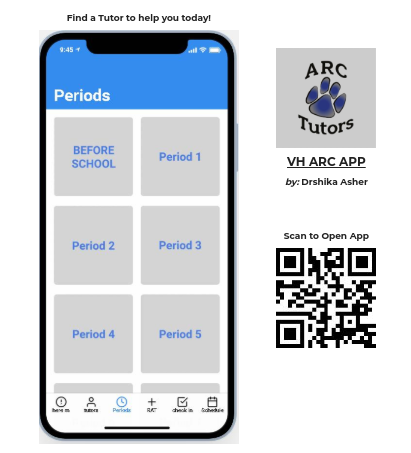 Find a Tutor to help you today!
9:45
Periods
BEFORE
SCHOOL
Period 1
Period 2
Period 3
Period 4
Period 5
tutors
Periods
RAT
check in
Schedule
ARC
Tutors
VH ARC APP
by: Drshika Asher
Scan to Open App